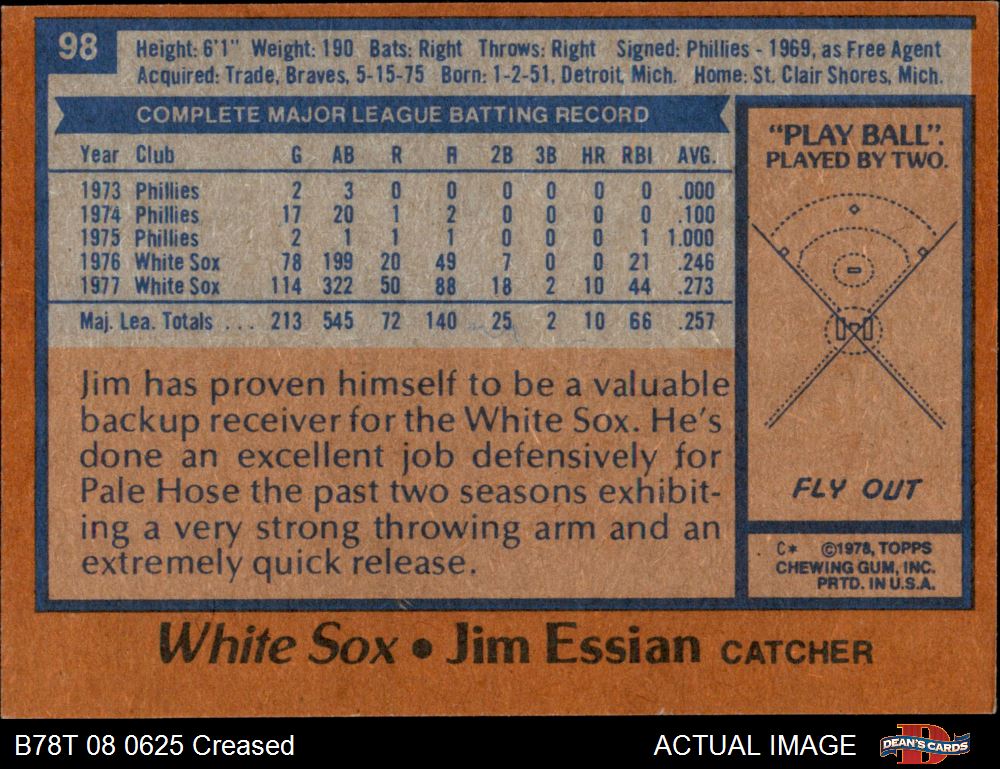 98
Height: 6'1" Weight: 190 Bats: Right Throws: Right Signed: Phillies - 1969, as Free Agent
Acquired: Trade, Braves, 5-15-75 Born: 1-2-51, Detroit, Mich. Home: St. Clair Shores, Mich.
COMPLETE MAJOR LEAGUE BATTING RECORD
Year Club G AB R H 2B 3B HR RBI AVG.
1973 Phillies 2 3 0 0 0 0 0 0 .000
1974 Phillies 17 20 1 2 0 0 0 0 .100
1975 Phillies 2 1 1 1 0 0 0 1 1.000
1976 White Sox 78 199 20 49 7 0 0 21 .246
1977 White Sox 114 322 50 88 18 2 10 44 .273
Maj. Lea. Totals ... 213 545 72 140 25 2 10 66 .257
Jim has proven himself to be a valuable
backup receiver for the White Sox. He's
done an excellent job defensively for
Pale Hose the past two seasons exhibit-
ing a very strong throwing arm and an
extremely quick release.
"PLAY BALL".
PLAYED BY TWO.
FLY OUT
C* ©1978, TOPPS
CHEWING GUM, INC.
PRTD. IN U.S.A.
White Sox • Jim Essian CATCHER
B78T 08 0625 Creased
ACTUAL IMAGE
DEAN'S CARDS